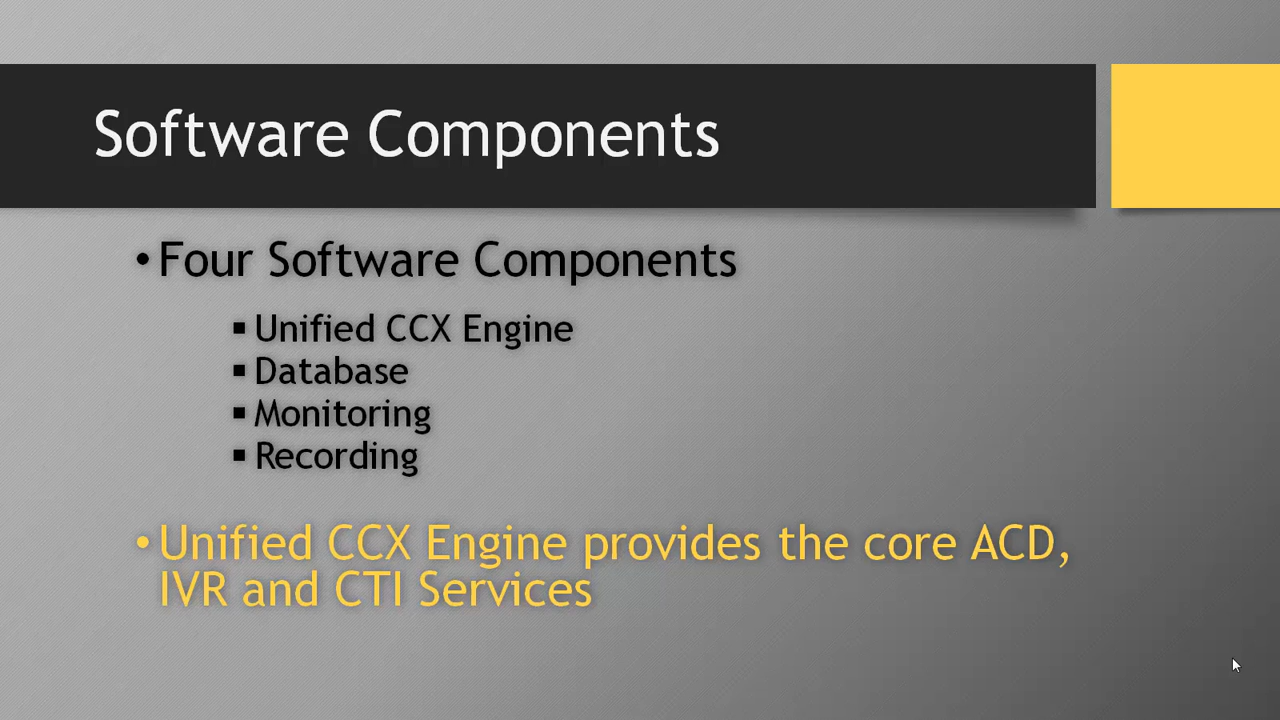 Software Components
• Four Software Components
▪ Unified CCX Engine
▪ Database
▪ Monitoring
▪ Recording
• Unified CCX Engine provides the core ACD,
IVR and CTI Services